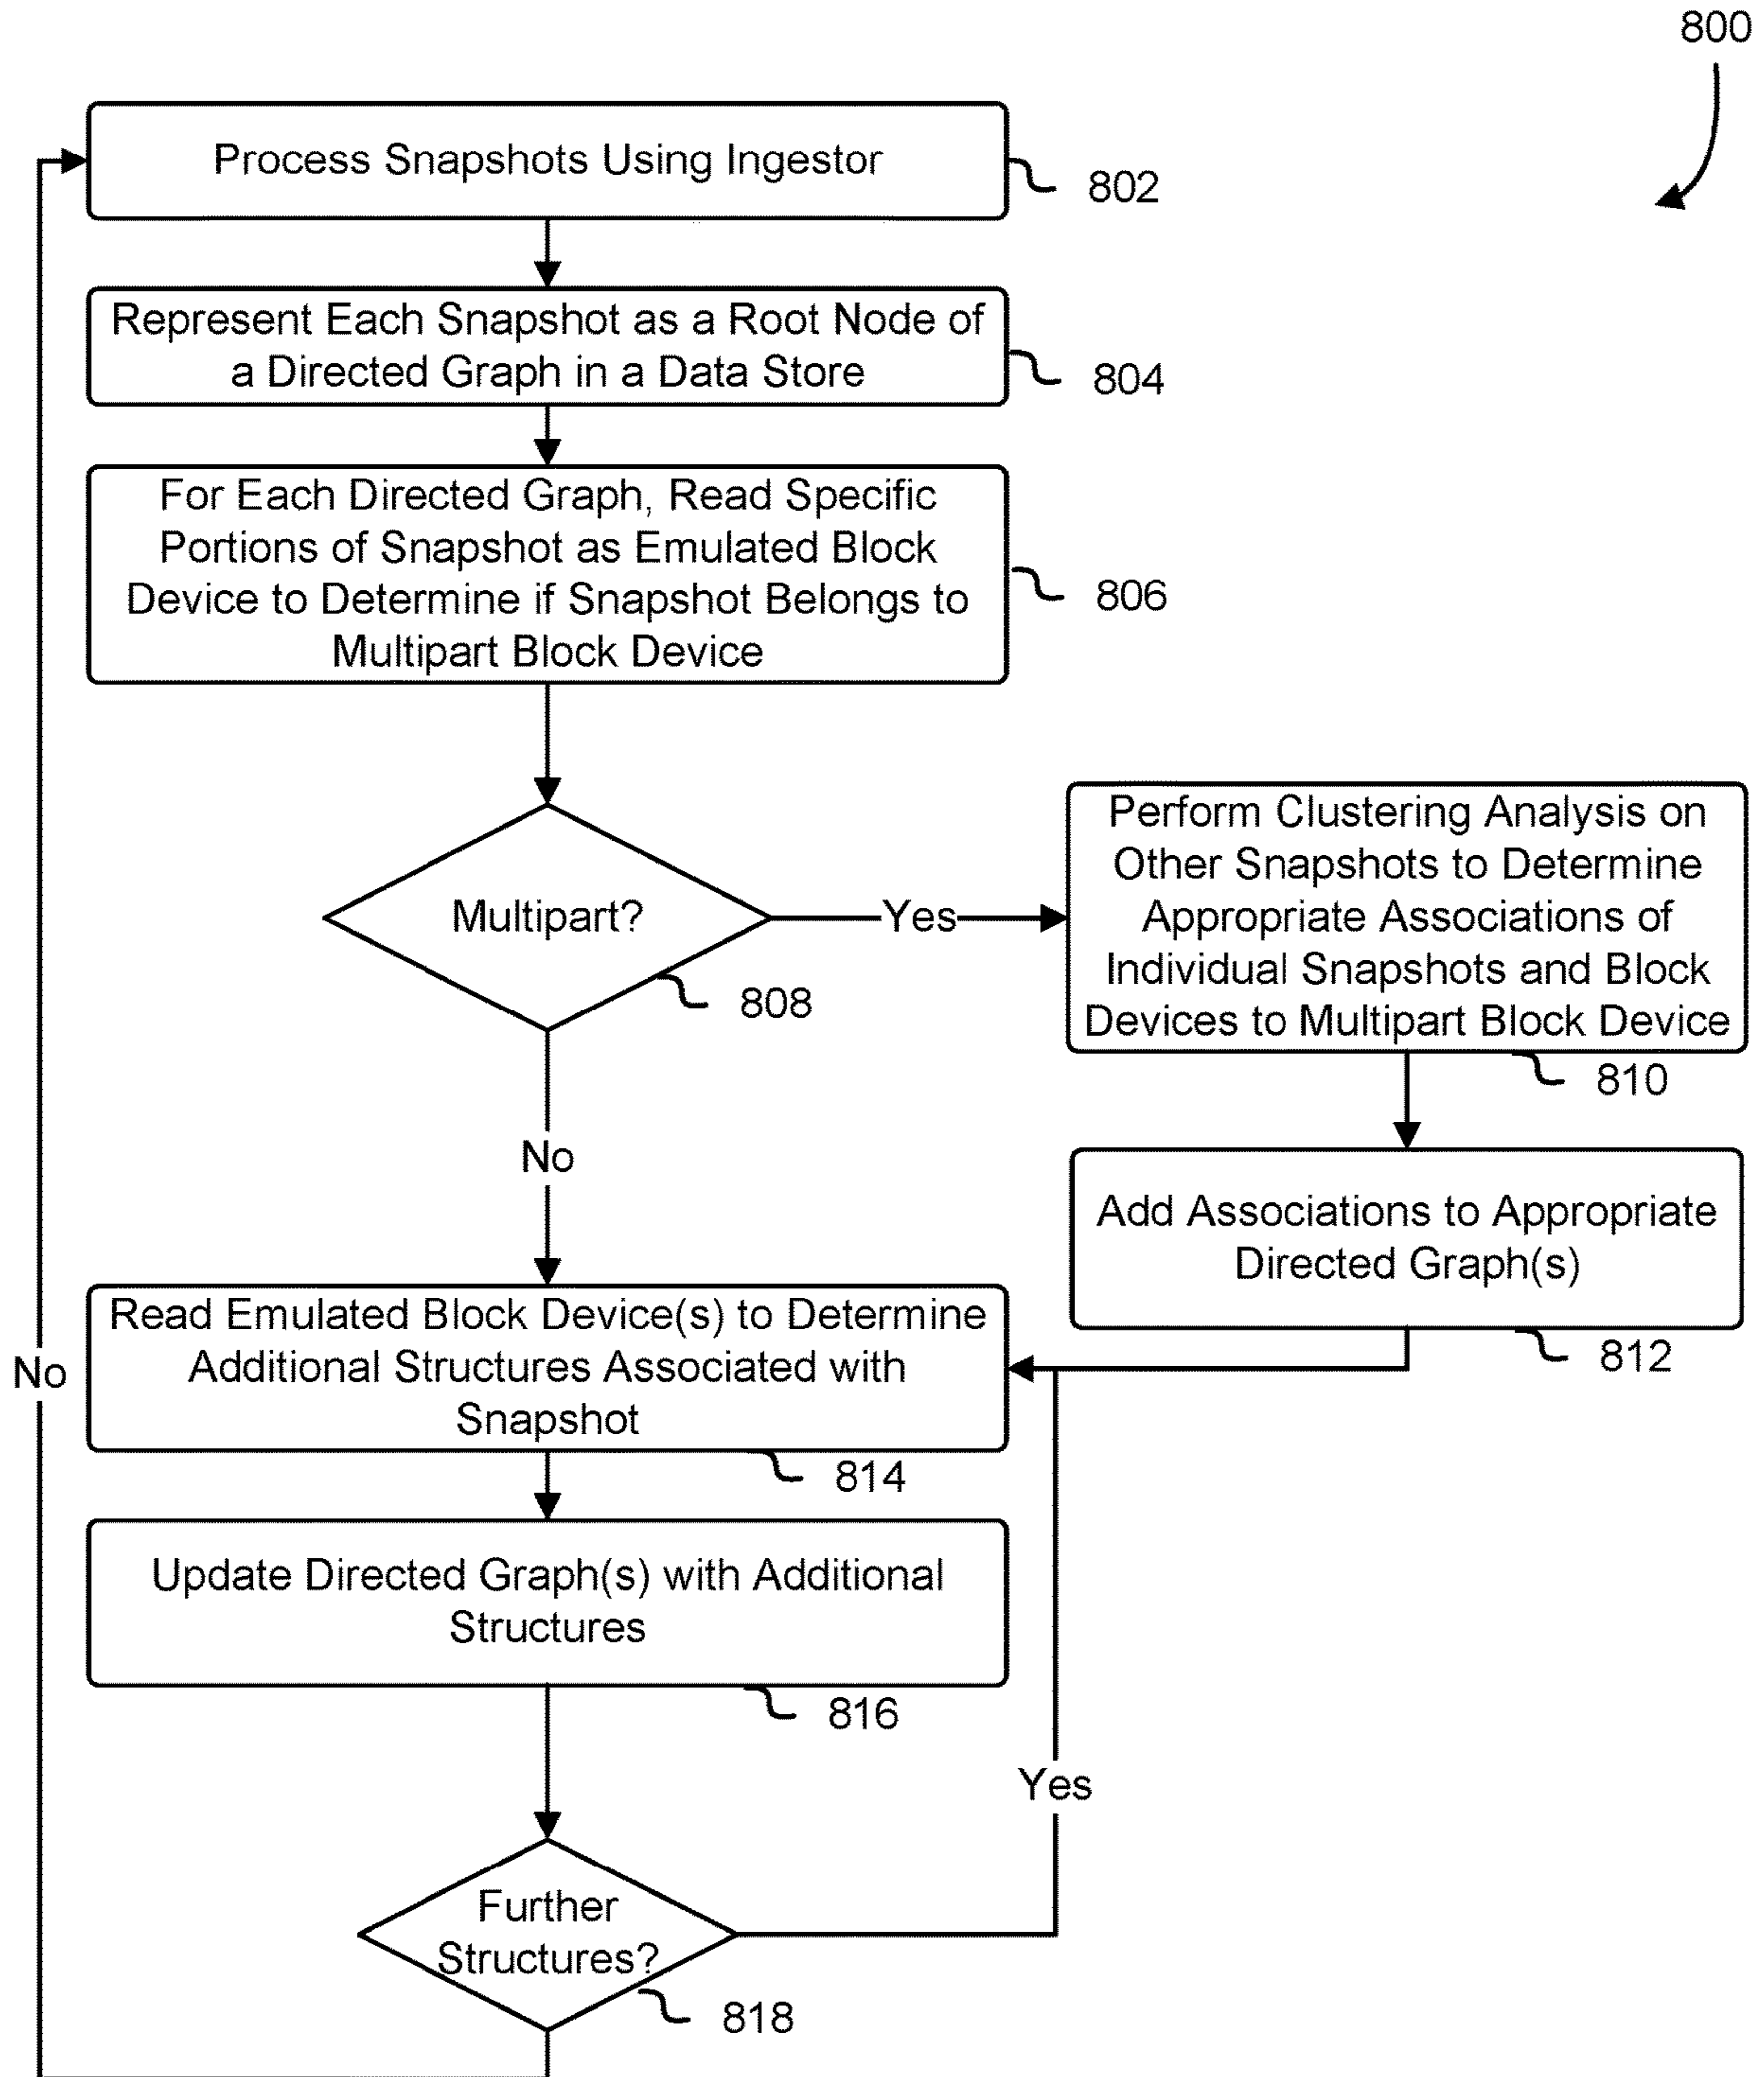 800
Process Snapshots Using Ingestor
802
Represent Each Snapshot as a Root Node of
a Directed Graph in a Data Store
804
For Each Directed Graph, Read Specific
Portions of Snapshot as Emulated Block
Device to Determine if Snapshot Belongs to
Multipart Block Device
806
Multipart?
808
Yes
Perform Clustering Analysis on
Other Snapshots to Determine
Appropriate Associations of
Individual Snapshots and Block
Devices to Multipart Block Device
810
No
Add Associations to Appropriate
Directed Graph(s)
812
Read Emulated Block Device(s) to Determine
Additional Structures Associated with
Snapshot
814
No
Update Directed Graph(s) with Additional
Structures
816
Yes
Further
Structures?
818